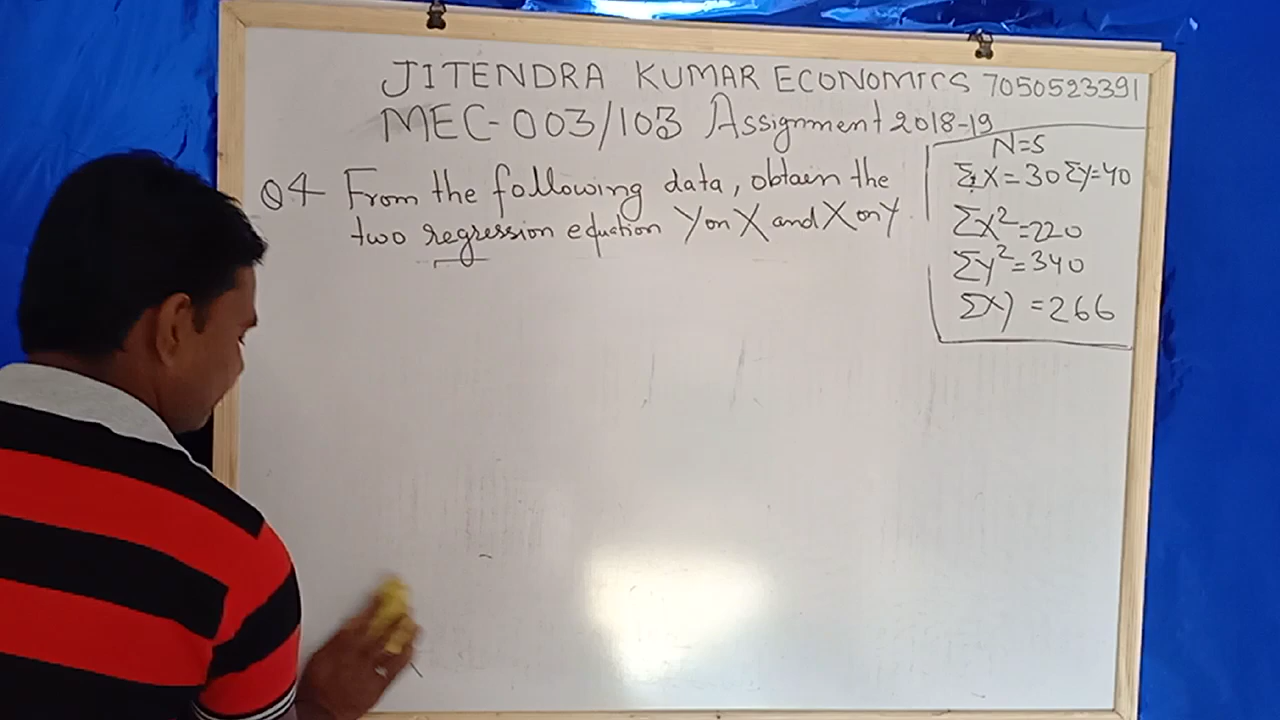 JITENDRA KUMAR ECONOMICS 7050523391
MEC-003/103 Assignment 2018-19
Q4 From the following data, obtain the
two regression equation Y on X and X on Y
N=5
ΣX=30 ΣY=40
ΣX²=220
ΣY²=340
ΣXY=266